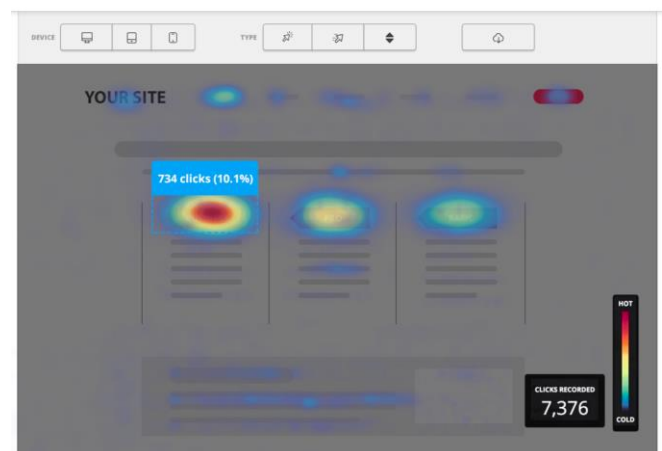 DEVICE
TYPE
YOUR SITE
734 clicks (10.1%)
HOT
CLICKS RECORDED
7,376
COLD